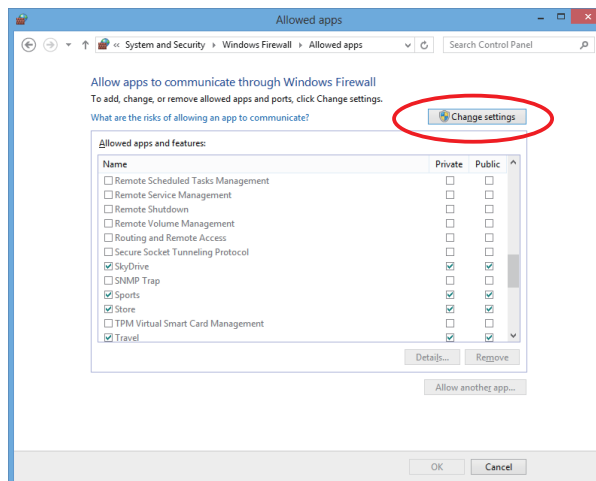 Allowed apps
« System and Security ▸ Windows Firewall ▸ Allowed apps
Search Control Panel
Allow apps to communicate through Windows Firewall
To add, change, or remove allowed apps and ports, click Change settings.
What are the risks of allowing an app to communicate?
Change settings
Allowed apps and features:
Name Private Public
Remote Scheduled Tasks Management
Remote Service Management
Remote Shutdown
Remote Volume Management
Routing and Remote Access
Secure Socket Tunneling Protocol
SkyDrive
SNMP Trap
Sports
Store
TPM Virtual Smart Card Management
Travel
Details... Remove
Allow another app...
OK Cancel